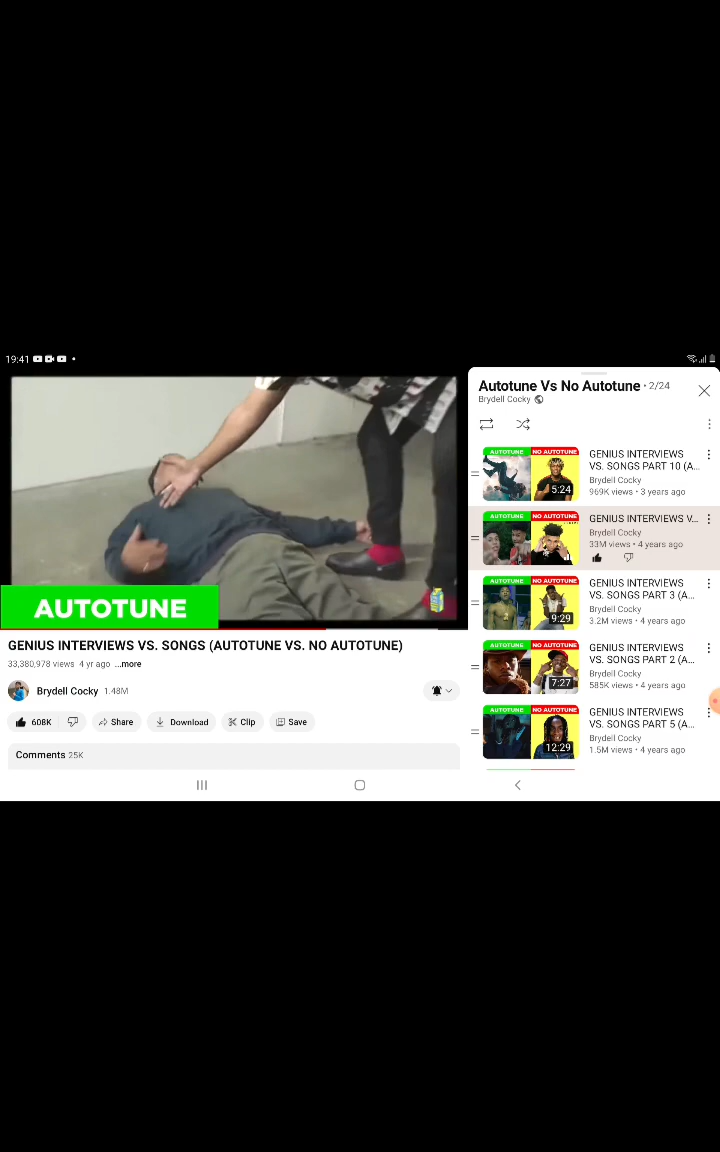 19:41
AUTOTUNE
GENIUS INTERVIEWS VS. SONGS (AUTOTUNE VS. NO AUTOTUNE)
33,380,978 views 4 yr ago ...more
Brydell Cocky 1.48M
608K
Share
Download
Clip
Save
Comments 25K
Autotune Vs No Autotune • 2/24
Brydell Cocky
AUTOTUNE NO AUTOTUNE
5:24
GENIUS INTERVIEWS
VS. SONGS PART 10 (A...
Brydell Cocky
969K views • 3 years ago
AUTOTUNE NO AUTOTUNE
GENIUS INTERVIEWS V...
Brydell Cocky
33M views • 4 years ago
AUTOTUNE NO AUTOTUNE
9:29
GENIUS INTERVIEWS
VS. SONGS PART 3 (A...
Brydell Cocky
3.2M views • 4 years ago
AUTOTUNE NO AUTOTUNE
7:27
GENIUS INTERVIEWS
VS. SONGS PART 2 (A...
Brydell Cocky
585K views • 4 years ago
AUTOTUNE NO AUTOTUNE
12:29
GENIUS INTERVIEWS
VS. SONGS PART 5 (A...
Brydell Cocky
1.5M views • 4 years ago